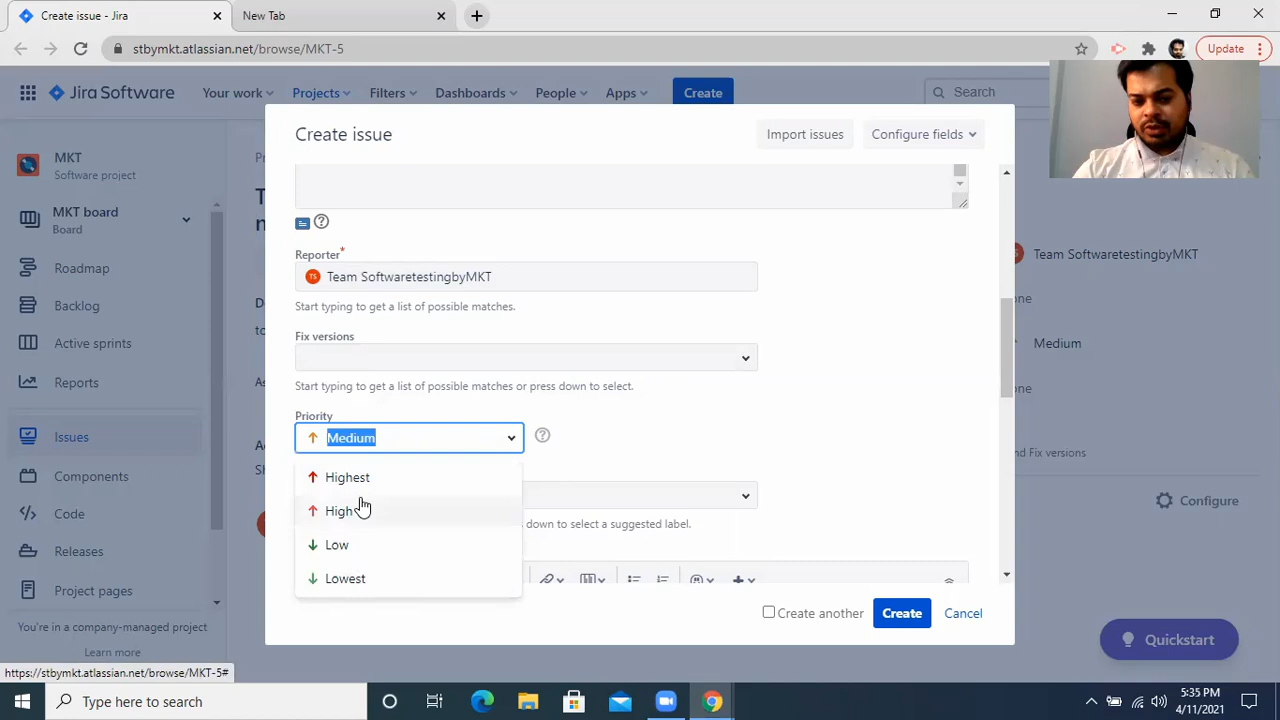 Create issue - Jira
New Tab
stbymkt.atlassian.net/browse/MKT-5
Update
Jira Software
Your work
Projects
Filters
Dashboards
People
Apps
Create
Search
MKT
Software project
MKT board
Board
Roadmap
Backlog
Active sprints
Reports
Issues
Components
Code
Releases
Project pages
You're in a company-managed project
Learn more
Create issue
Import issues
Configure fields
Reporter*
TS Team SoftwaretestingbyMKT
Start typing to get a list of possible matches.
Fix versions
Start typing to get a list of possible matches or press down to select.
Priority
Medium
Highest
High
Low
Lowest
down to select a suggested label.
Create another
Create
Cancel
Team SoftwaretestingbyMKT
one
Medium
one
nd Fix versions
Configure
Quickstart
https://stbymkt.atlassian.net/browse/MKT-5#
Type here to search
5:35 PM
4/11/2021